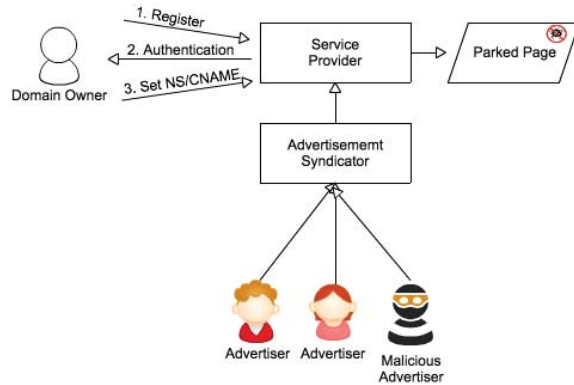 1. Register
2. Authentication
3. Set NS/CNAME
Domain Owner
Service
Provider
Parked Page
Advertisememt
Syndicator
Advertiser
Advertiser
Malicious
Advertiser